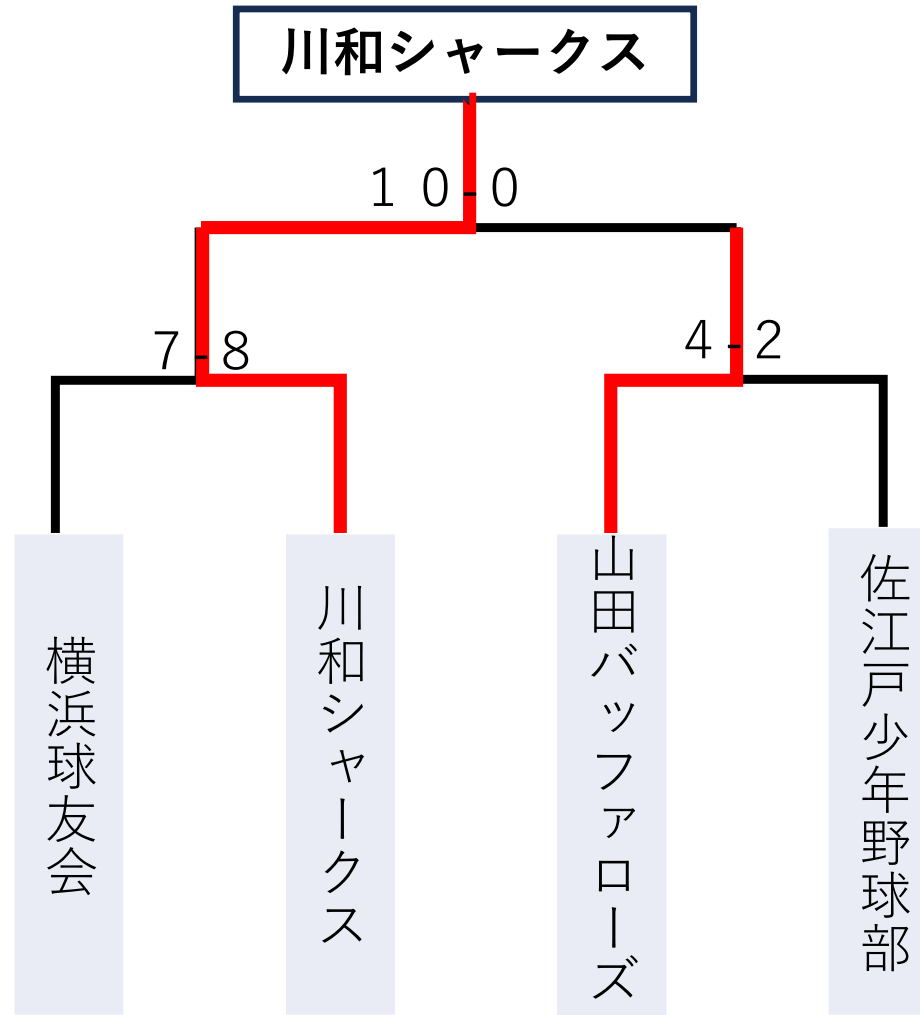 川和シャークス
10-0
7-8
4-2
横浜球友会
川和シャークス
山田バッファローズ
佐江戸少年野球部